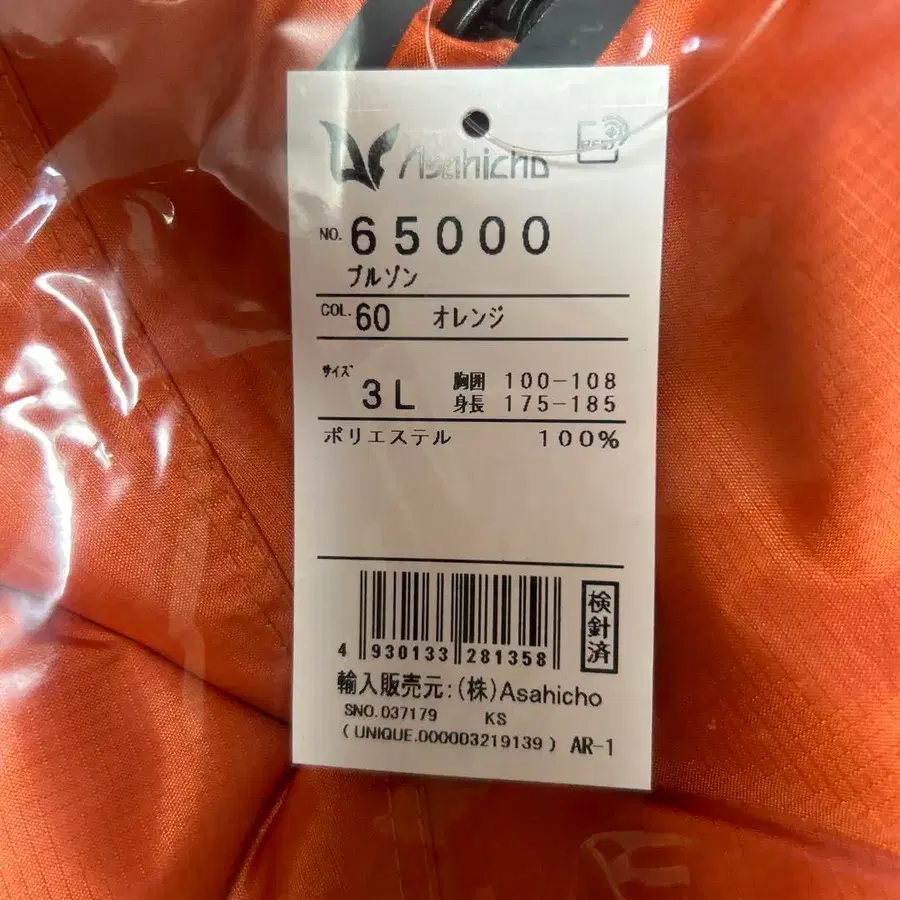 Asahicho
NO. 65000
ブルゾン
COL. 60 オレンジ
サイズ 3L 胸囲 100-108
身長 175-185
ポリエステル 100%
4 930133 281358
検針済
輸入販売元:(株)Asahicho
SNO.037179 KS
(UNIQUE.000003219139) AR-1